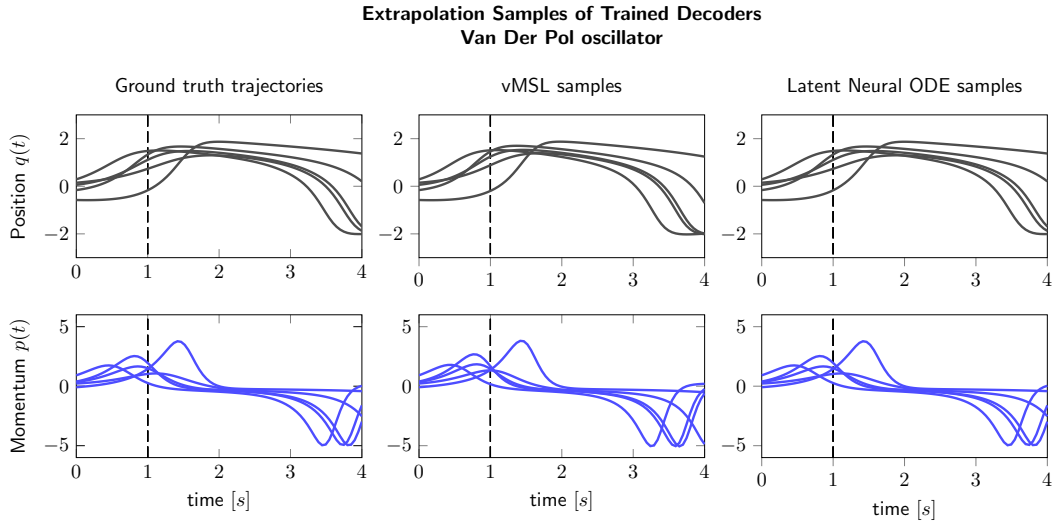 Extrapolation Samples of Trained Decoders
Van Der Pol oscillator
Ground truth trajectories
vMSL samples
Latent Neural ODE samples
Position q(t)
2
0
−2
0 1 2 3 4
2
0
−2
0 1 2 3 4
2
0
−2
0 1 2 3 4
Momentum p(t)
5
0
−5
0 1 2 3 4
time [s]
5
0
−5
0 1 2 3 4
time [s]
5
0
−5
0 1 2 3 4
time [s]